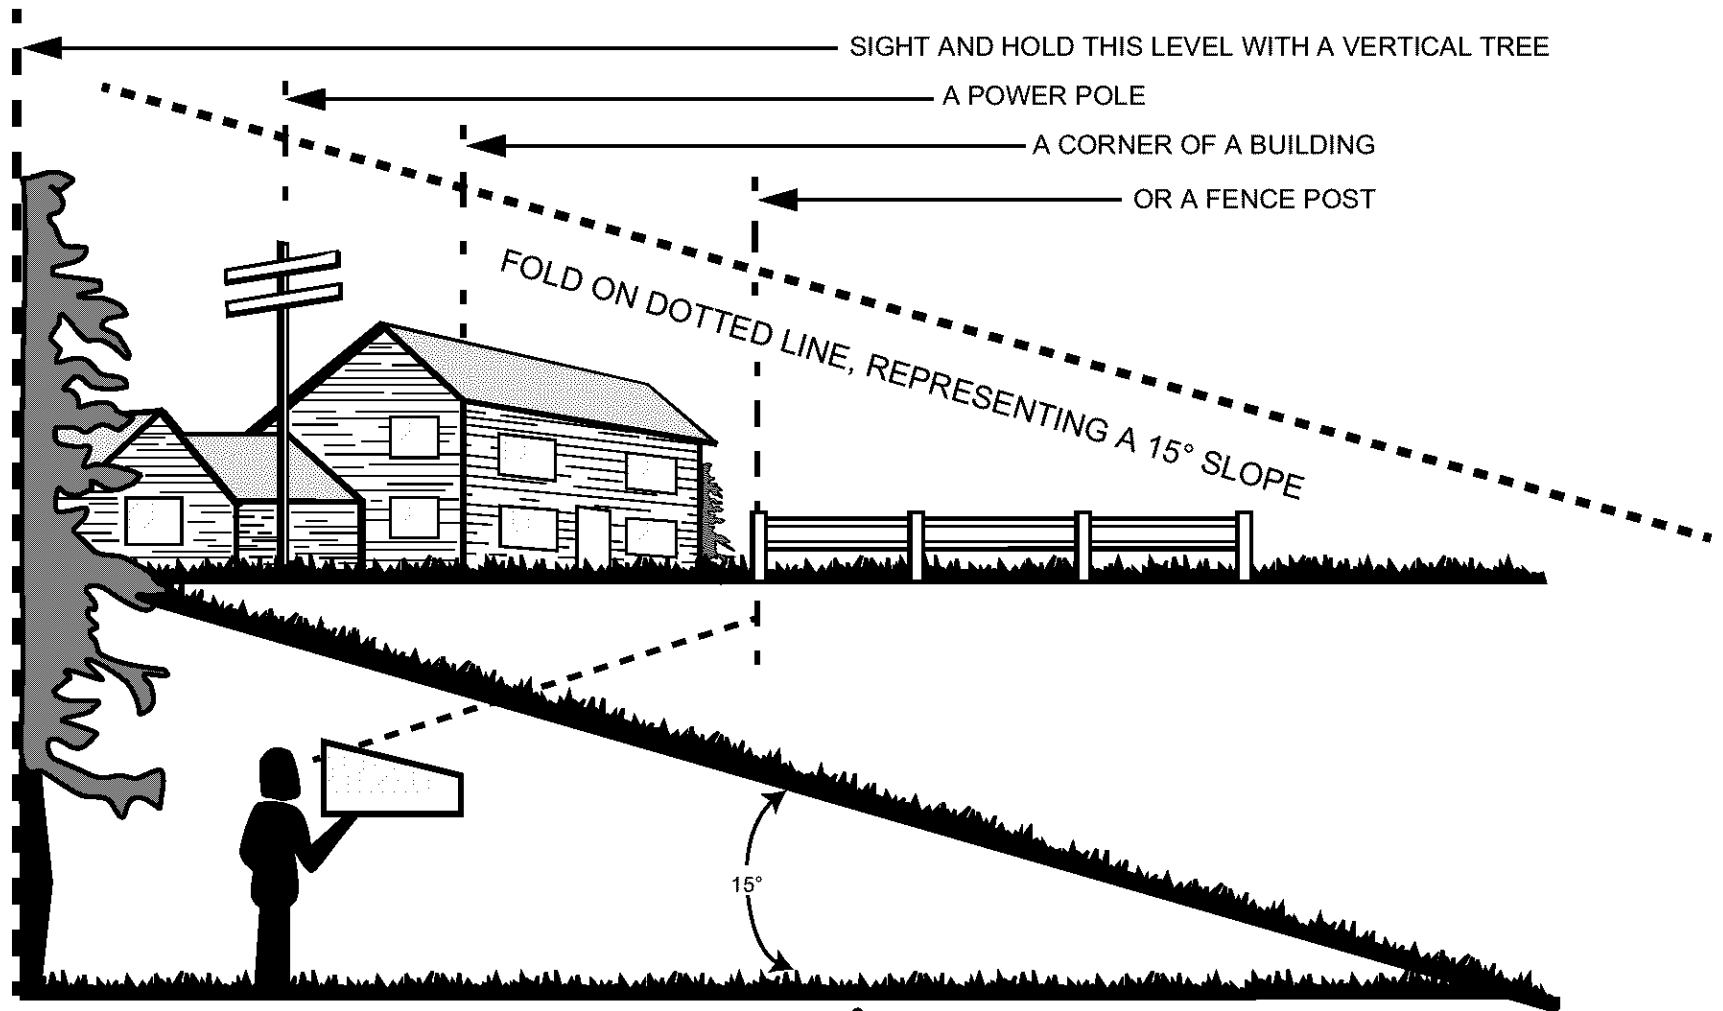 SIGHT AND HOLD THIS LEVEL WITH A VERTICAL TREE
A POWER POLE
A CORNER OF A BUILDING
OR A FENCE POST
FOLD ON DOTTED LINE, REPRESENTING A 15° SLOPE
15°